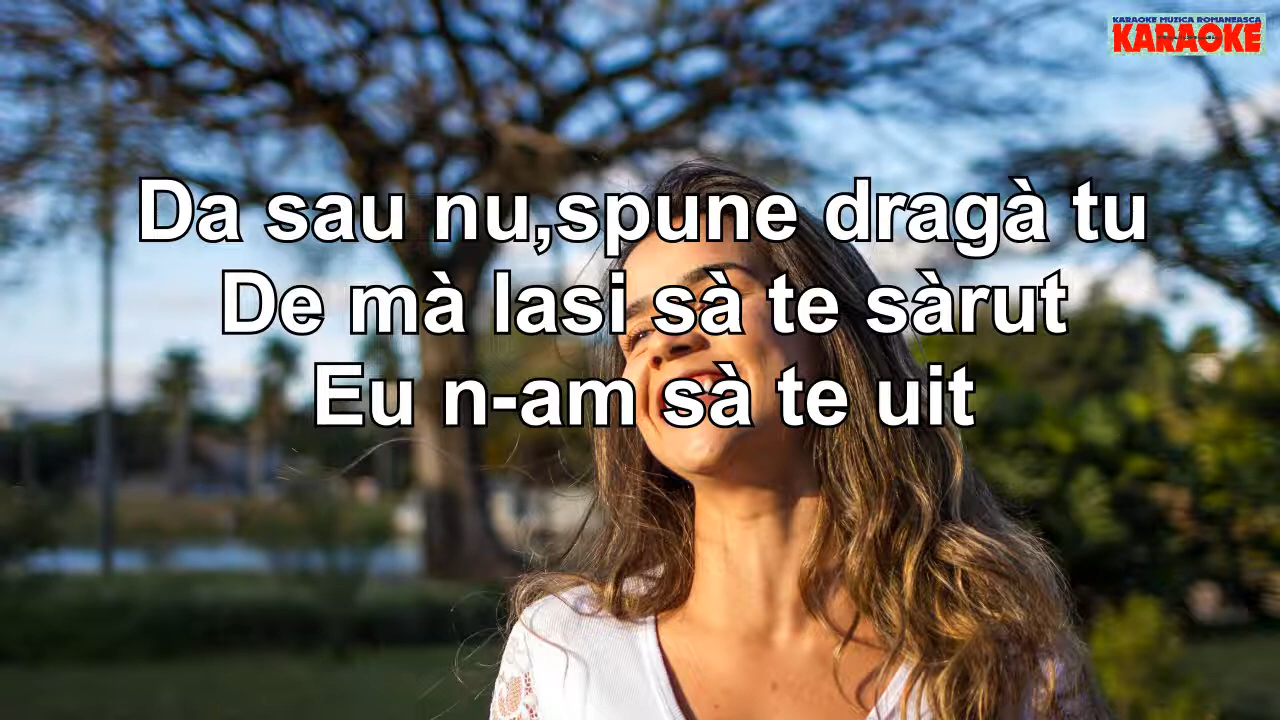 KARAOKE MUZICA ROMANEASCA
KARAOKE
Da sau nu,spune dragà tu
De mà lasi sà te sàrut
Eu n-am sà te uit